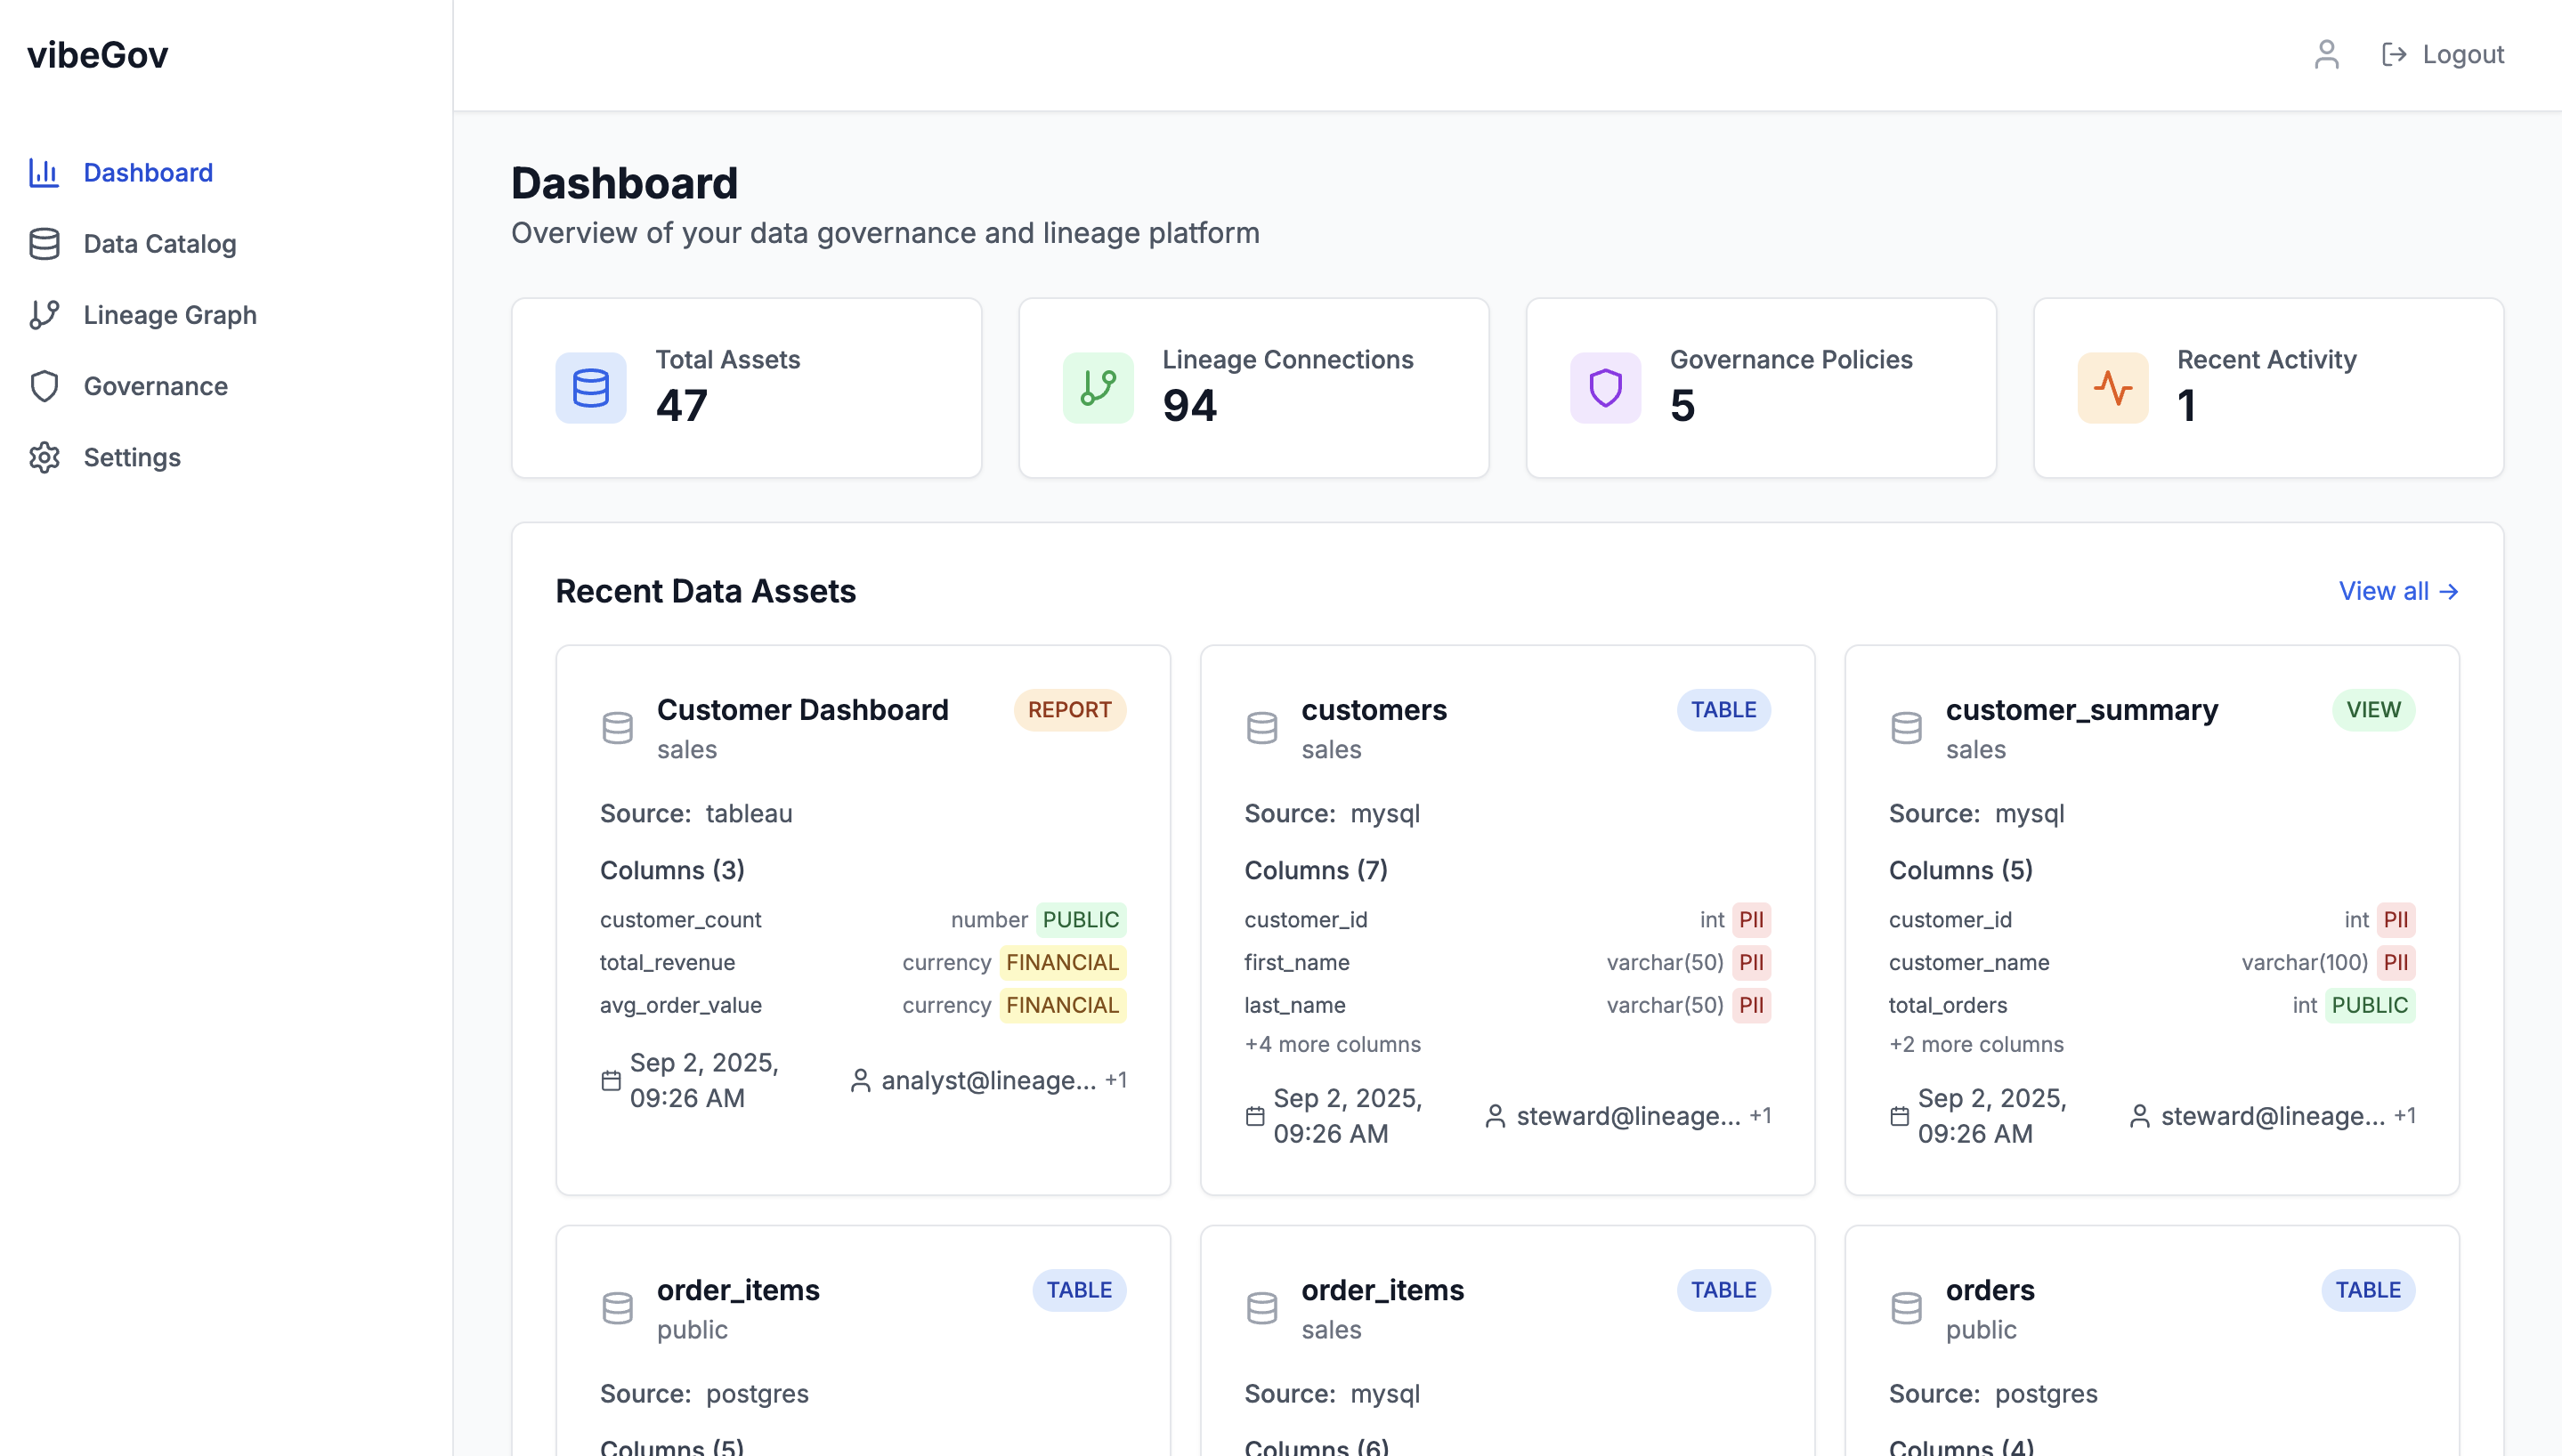 vibeGov
Logout
Dashboard
Data Catalog
Lineage Graph
Governance
Settings
Dashboard
Overview of your data governance and lineage platform
Total Assets
47
Lineage Connections
94
Governance Policies
5
Recent Activity
1
Recent Data Assets
View all →
Customer Dashboard
REPORT
sales
Source: tableau
Columns (3)
customer_count number PUBLIC
total_revenue currency FINANCIAL
avg_order_value currency FINANCIAL
Sep 2, 2025,
09:26 AM
analyst@lineage... +1
customers
TABLE
sales
Source: mysql
Columns (7)
customer_id int PII
first_name varchar(50) PII
last_name varchar(50) PII
+4 more columns
Sep 2, 2025,
09:26 AM
steward@lineage... +1
customer_summary
VIEW
sales
Source: mysql
Columns (5)
customer_id int PII
customer_name varchar(100) PII
total_orders int PUBLIC
+2 more columns
Sep 2, 2025,
09:26 AM
steward@lineage... +1
order_items
TABLE
public
Source: postgres
Columns (5)
order_items
TABLE
sales
Source: mysql
Columns (6)
orders
TABLE
public
Source: postgres
Columns (4)